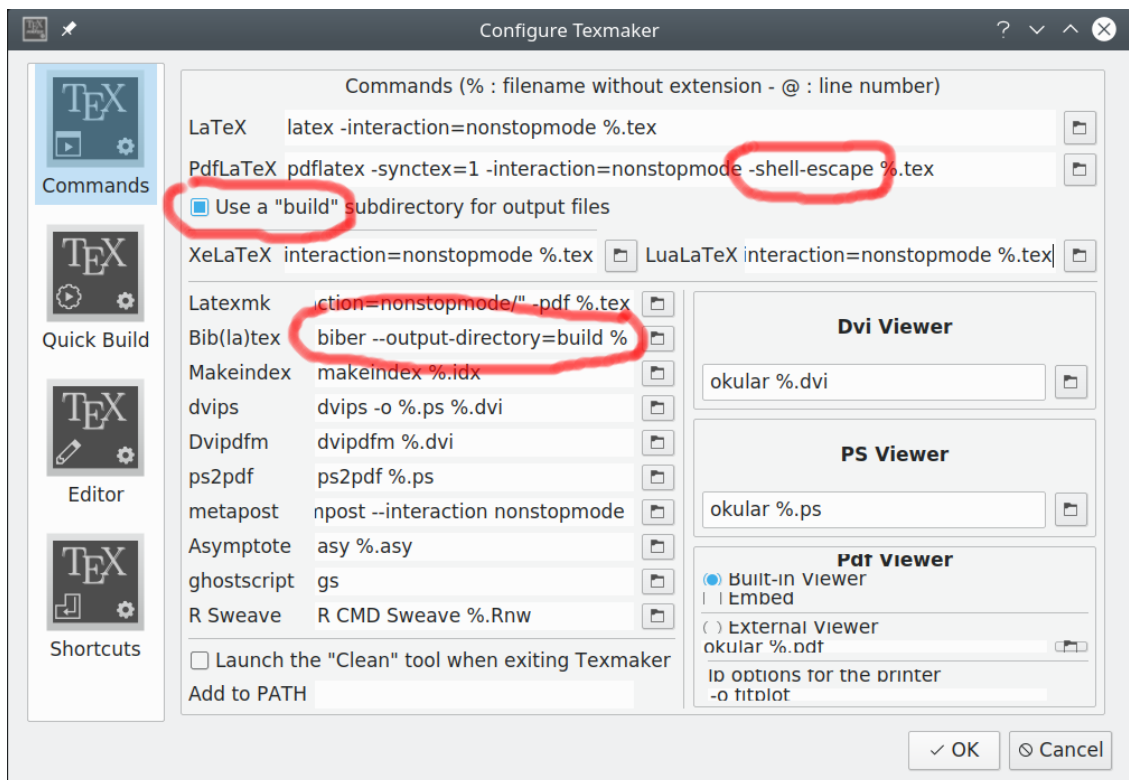 Configure Texmaker
Commands (% : filename without extension - @ : line number)
LaTeX latex -interaction=nonstopmode %.tex
PdfLaTeX pdflatex -synctex=1 -interaction=nonstopmode -shell-escape %.tex
Use a "build" subdirectory for output files
XeLaTeX interaction=nonstopmode %.tex LuaLaTeX interaction=nonstopmode %.tex
Latexmk ction=nonstopmode/" -pdf %.tex
Bib(la)tex biber --output-directory=build %
Makeindex makeindex %.idx
dvips dvips -o %.ps %.dvi
Dvipdfm dvipdfm %.dvi
ps2pdf ps2pdf %.ps
metapost mpost --interaction nonstopmode
Asymptote asy %.asy
ghostscript gs
R Sweave R CMD Sweave %.Rnw
Launch the "Clean" tool when exiting Texmaker
Add to PATH
Dvi Viewer
okular %.dvi
PS Viewer
okular %.ps
Pdf Viewer
Built-in Viewer
Embed
External Viewer
okular %.pdf
lp options for the printer
-o fitplot
TEX
Commands
TEX
Quick Build
TEX
Editor
TEX
Shortcuts
OK Cancel